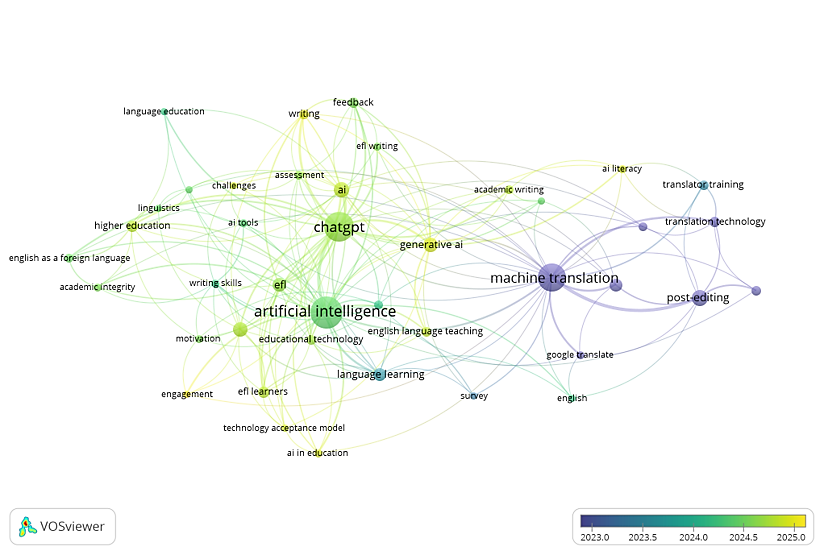 language education
writing
feedback
efl writing
assessment
challenges
ai
academic writing
ai literacy
translator training
linguistics
higher education
ai tools
chatgpt
generative ai
translation technology
english as a foreign language
academic integrity
writing skills
efl
machine translation
post-editing
artificial intelligence
motivation
educational technology
english language teaching
google translate
language learning
engagement
efl learners
survey
english
technology acceptance model
ai in education
VOSviewer
2023.0 2023.5 2024.0 2024.5 2025.0